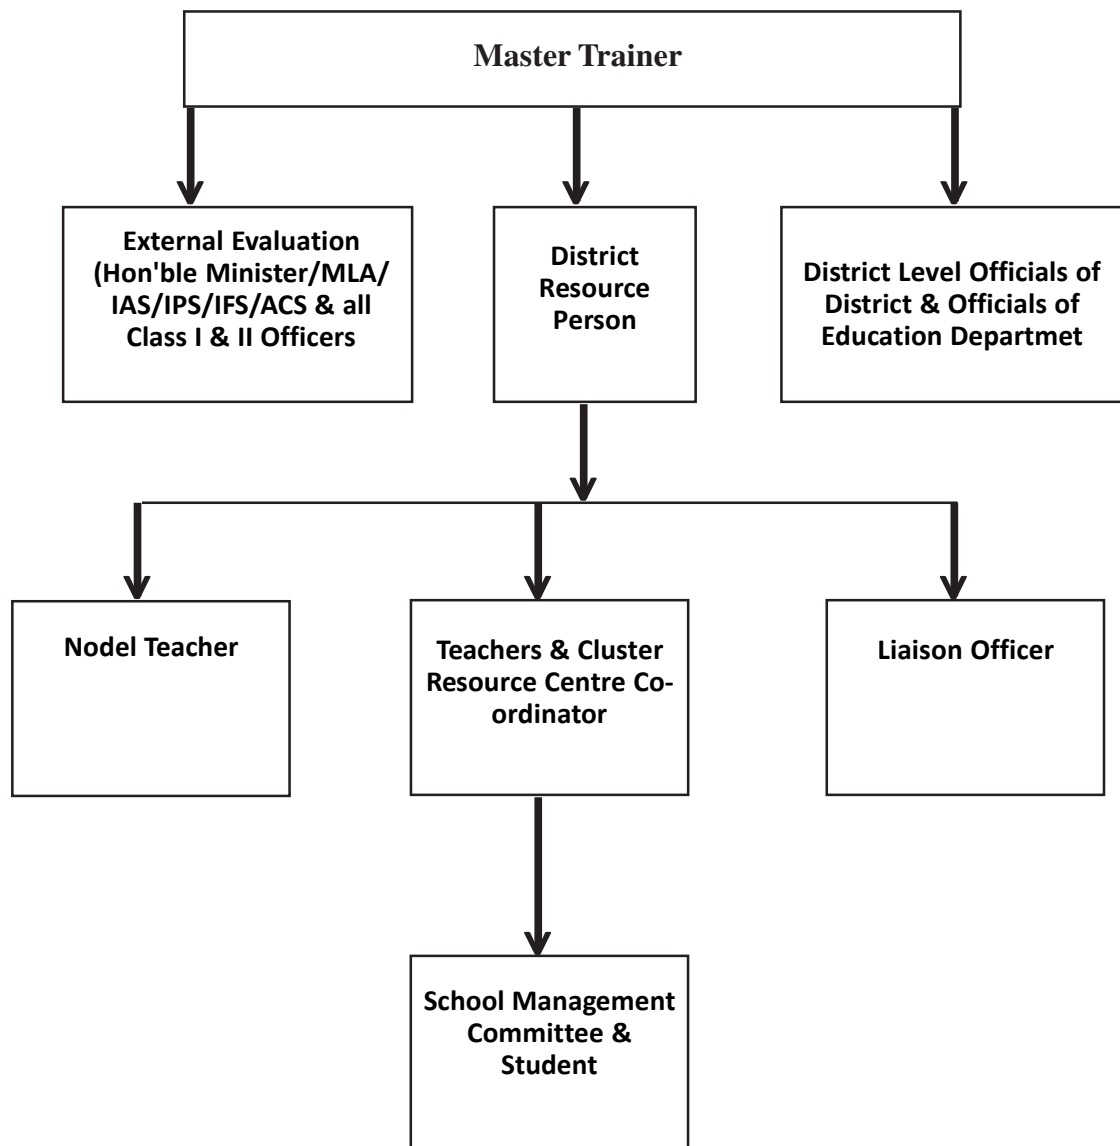 Master Trainer
External Evaluation
(Hon'ble Minister/MLA/
IAS/IPS/IFS/ACS & all
Class I & II Officers
District
Resource
Person
District Level Officials of
District & Officials of
Education Departmet
Nodel Teacher
Teachers & Cluster
Resource Centre Co-
ordinator
Liaison Officer
School Management
Committee &
Student